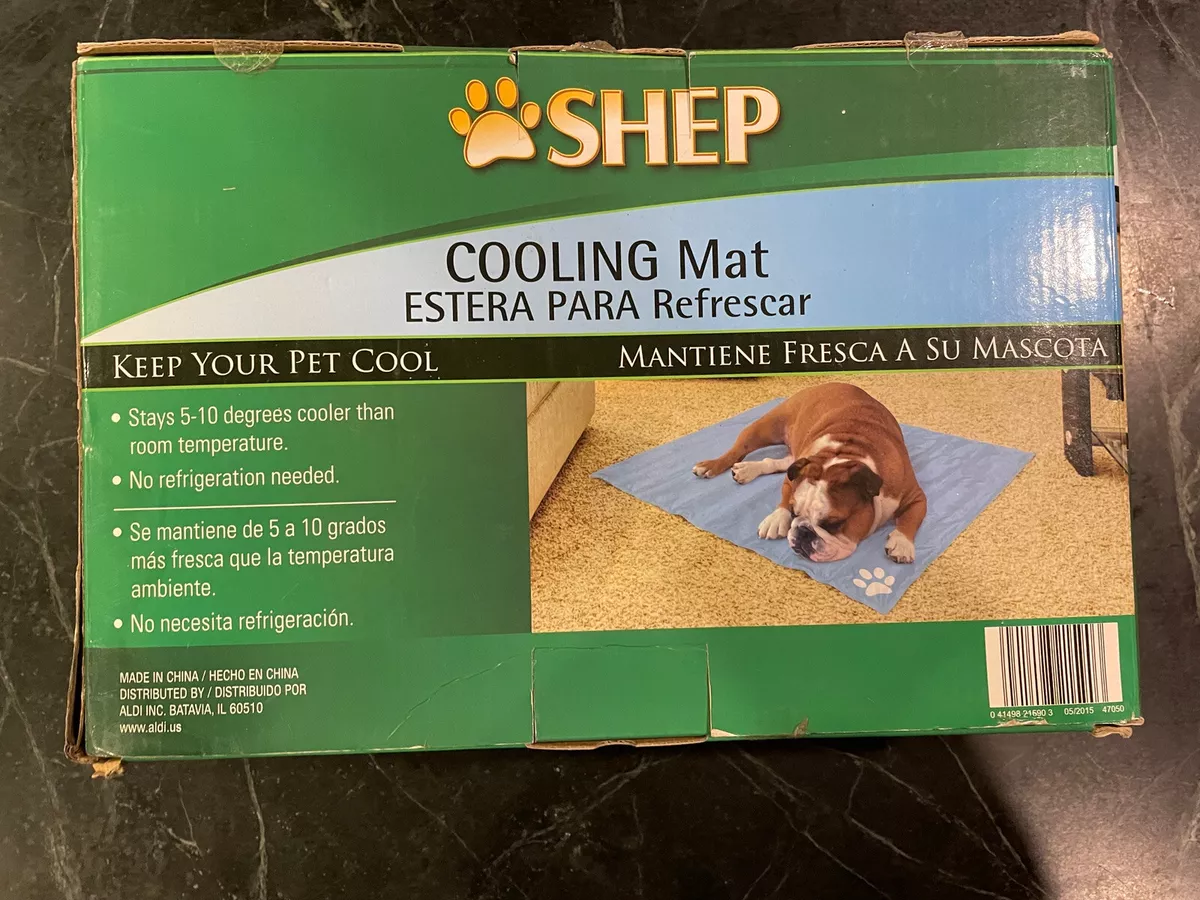 SHEP
COOLING Mat
ESTERA PARA Refrescar
KEEP YOUR PET COOL
MANTIENE FRESCA A SU MASCOTA
• Stays 5-10 degrees cooler than
room temperature.
• No refrigeration needed.
• Se mantiene de 5 a 10 grados
más fresca que la temperatura
ambiente.
• No necesita refrigeración.
MADE IN CHINA / HECHO EN CHINA
DISTRIBUTED BY / DISTRIBUIDO POR
ALDI INC. BATAVIA, IL 60510
www.aldi.us
0 41498 21690 3 05/2015 47050